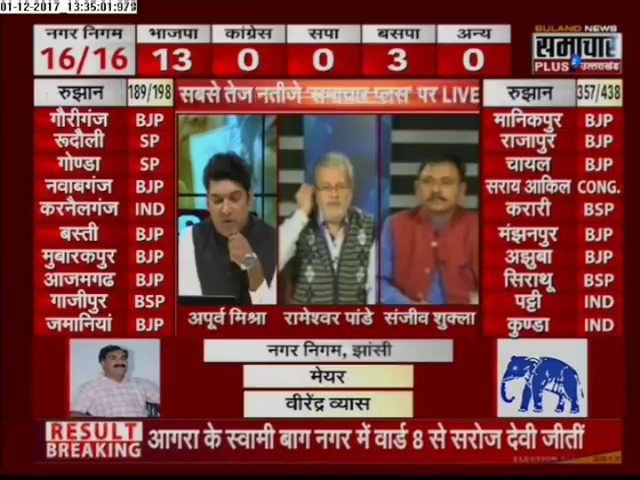 01-12-2017_13:35:01:973
नगर निगम भाजपा कांग्रेस सपा बसपा अन्य
16/16 13 0 0 3 0
BULAND NEWS
समाचार
PLUS उत्तराखंड
रुझान 189/198
सबसे तेज नतीजे 'समाचार प्लस' पर LIVE
रुझान 357/438
गौरीगंज BJP
रूदौली SP
गोण्डा SP
नवाबगंज BJP
करनैलगंज IND
बस्ती BJP
मुबारकपुर BJP
आजमगढ BJP
गाजीपुर BSP
जमानियां BJP
मानिकपुर BJP
राजापुर BJP
चायल BJP
सराय आकिल CONG.
करारी BSP
मंझनपुर BJP
अझुबा BJP
सिराथू BSP
पट्टी IND
कुण्डा IND
अपूर्व मिश्रा रामेश्वर पांडे संजीव शुक्ला
नगर निगम, झांसी
मेयर
वीरेंद्र व्यास
RESULT
BREAKING
आगरा के स्वामी बाग नगर में वार्ड 8 से सरोज देवी जीतीं